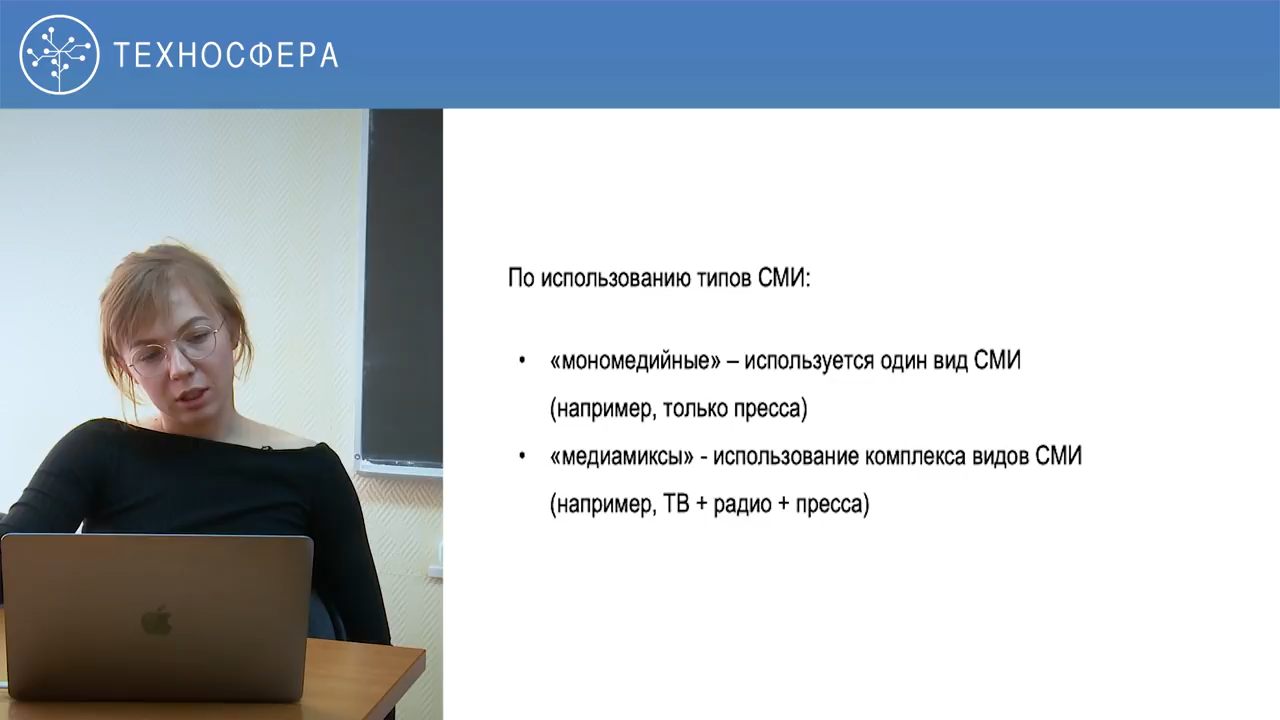 ТЕХНОСФЕРА
По использованию типов СМИ:
• «мономедийные» – используется один вид СМИ
(например, только пресса)
• «медиамиксы» - использование комплекса видов СМИ
(например, ТВ + радио + пресса)